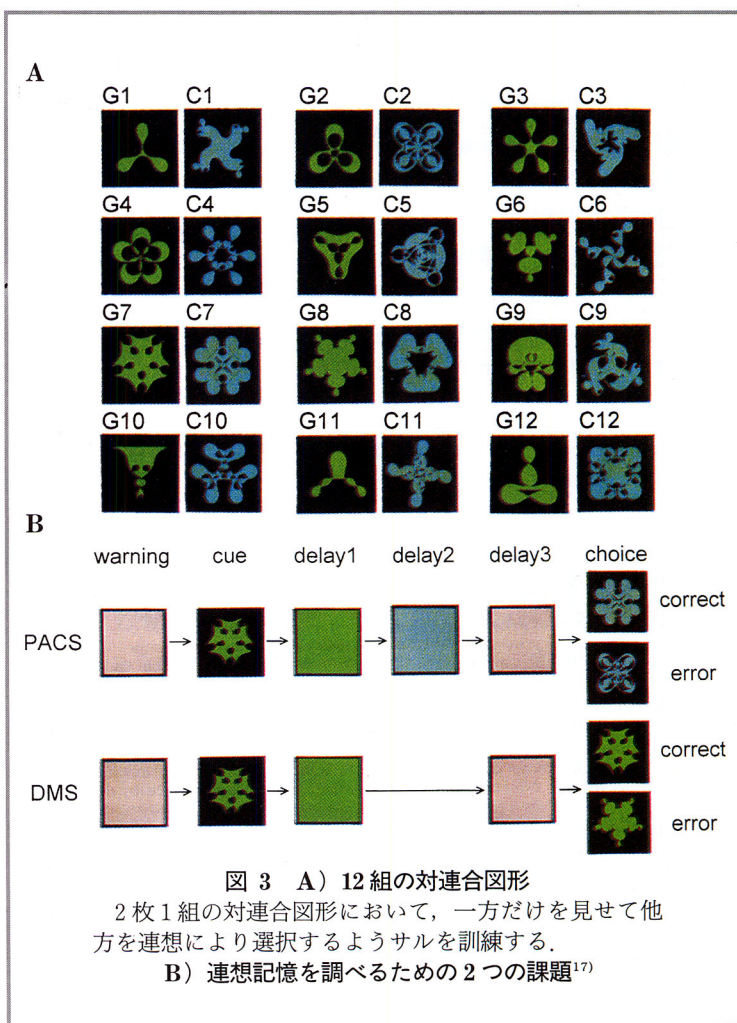 A
G1 C1 G2 C2 G3 C3
G4 C4 G5 C5 G6 C6
G7 C7 G8 C8 G9 C9
G10 C10 G11 C11 G12 C12
B
warning cue delay1 delay2 delay3 choice
PACS
correct
error
DMS
correct
error
図 3 A）12 組の対連合図形
2 枚 1 組の対連合図形において，一方だけを見せて他
方を連想により選択するようサルを訓練する．
B）連想記憶を調べるための 2 つの課題17)